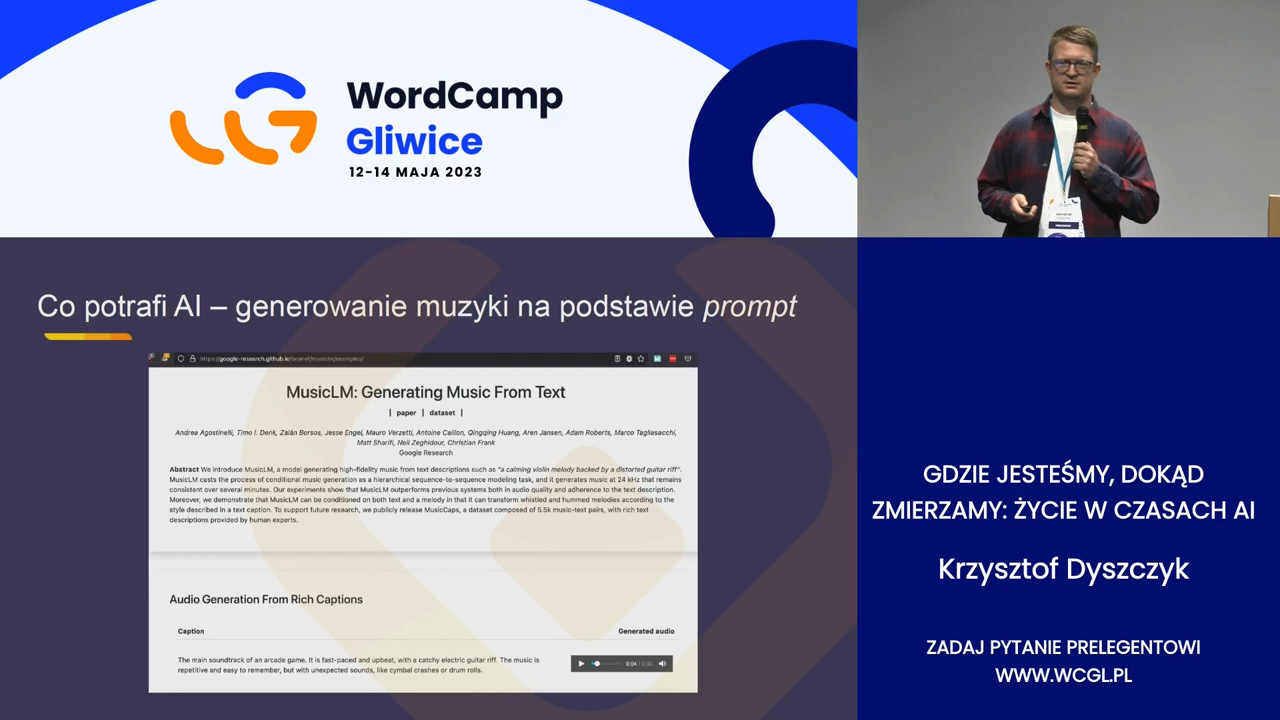 WordCamp
Gliwice
12-14 MAJA 2023
Co potrafi AI – generowanie muzyki na podstawie prompt
https://google-research.github.io/seanet/musiclm/examples/
MusicLM: Generating Music From Text
| paper | dataset |
Andrea Agostinelli, Timo I. Denk, Zalán Borsos, Jesse Engel, Mauro Verzetti, Antoine Caillon, Qingqing Huang, Aren Jansen, Adam Roberts, Marco Tagliasacchi,
Matt Sharifi, Neil Zeghidour, Christian Frank
Google Research
Abstract We introduce MusicLM, a model generating high-fidelity music from text descriptions such as "a calming violin melody backed by a distorted guitar riff".
MusicLM casts the process of conditional music generation as a hierarchical sequence-to-sequence modeling task, and it generates music at 24 kHz that remains
consistent over several minutes. Our experiments show that MusicLM outperforms previous systems both in audio quality and adherence to the text description.
Moreover, we demonstrate that MusicLM can be conditioned on both text and a melody in that it can transform whistled and hummed melodies according to the
style described in a text caption. To support future research, we publicly release MusicCaps, a dataset composed of 5.5k music-text pairs, with rich text
descriptions provided by human experts.
Audio Generation From Rich Captions
Caption Generated audio
The main soundtrack of an arcade game. It is fast-paced and upbeat, with a catchy electric guitar riff. The music is
repetitive and easy to remember, but with unexpected sounds, like cymbal crashes or drum rolls.
0:04 / 0:30
GDZIE JESTEŚMY, DOKĄD
ZMIERZAMY: ŻYCIE W CZASACH AI
Krzysztof Dyszczyk
ZADAJ PYTANIE PRELEGENTOWI
WWW.WCGL.PL